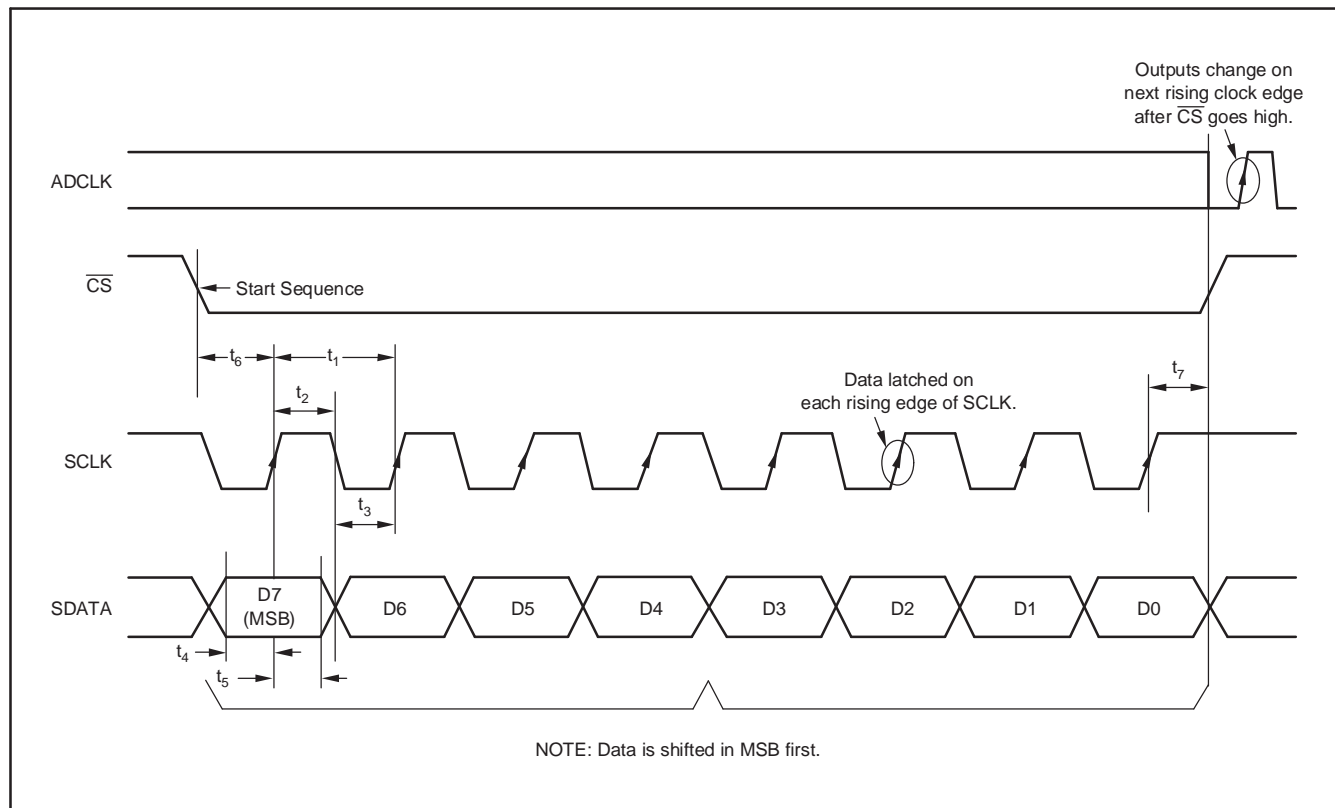 Outputs change on
next rising clock edge
after C̅S̅ goes high.
ADCLK
C̅S̅
Start Sequence
t₆
t₁
t₂
t₇
Data latched on
each rising edge of SCLK.
SCLK
t₃
SDATA
D7
(MSB)
D6
D5
D4
D3
D2
D1
D0
t₄
t₅
NOTE: Data is shifted in MSB first.